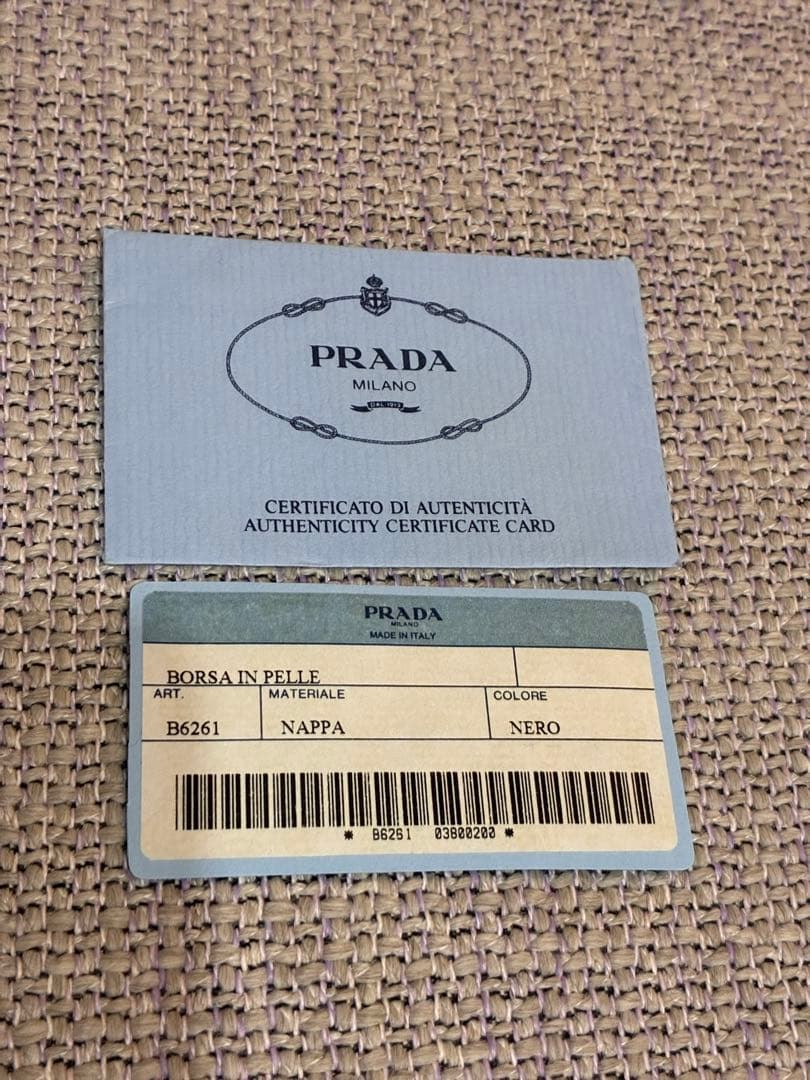 PRADA
MILANO
DAL 1913
CERTIFICATO DI AUTENTICITÀ
AUTHENTICITY CERTIFICATE CARD
PRADA
MILANO
MADE IN ITALY
BORSA IN PELLE
ART. MATERIALE COLORE
B6261 NAPPA NERO
* B6261 03800200 *